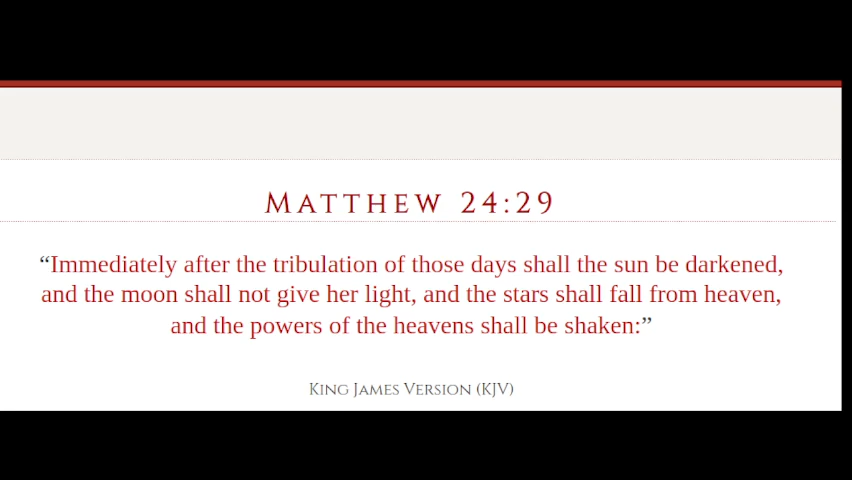 MATTHEW 24:29
“Immediately after the tribulation of those days shall the sun be darkened,
and the moon shall not give her light, and the stars shall fall from heaven,
and the powers of the heavens shall be shaken:”
KING JAMES VERSION (KJV)